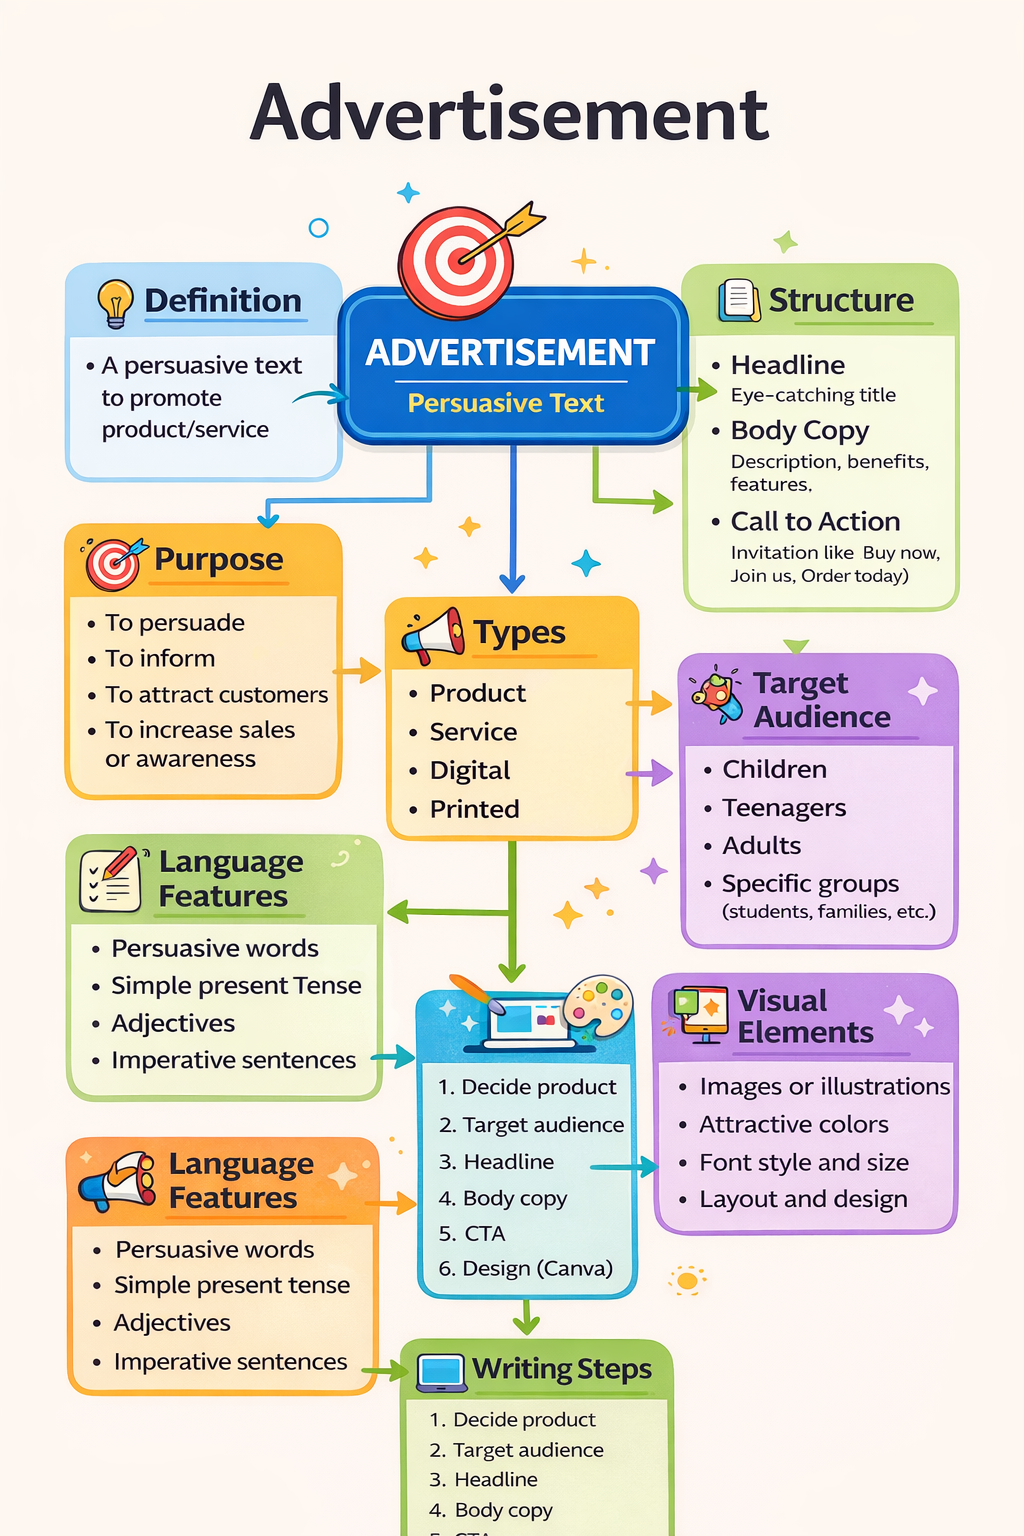 Advertisement
Definition
• A persuasive text
to promote
product/service
ADVERTISEMENT
Persuasive Text
Structure
• Headline
Eye-catching title
• Body Copy
Description, benefits,
features.
• Call to Action
Invitation like Buy now,
Join us, Order today)
Purpose
• To persuade
• To inform
• To attract customers
• To increase sales
or awareness
Types
• Product
• Service
• Digital
• Printed
Target
Audience
• Children
• Teenagers
• Adults
• Specific groups
(students, families, etc.)
Language
Features
• Persuasive words
• Simple present Tense
• Adjectives
• Imperative sentences
1. Decide product
2. Target audience
3. Headline
4. Body copy
5. CTA
6. Design (Canva)
Visual
Elements
• Images or illustrations
• Attractive colors
• Font style and size
• Layout and design
Language
Features
• Persuasive words
• Simple present tense
• Adjectives
• Imperative sentences
Writing Steps
1. Decide product
2. Target audience
3. Headline
4. Body copy